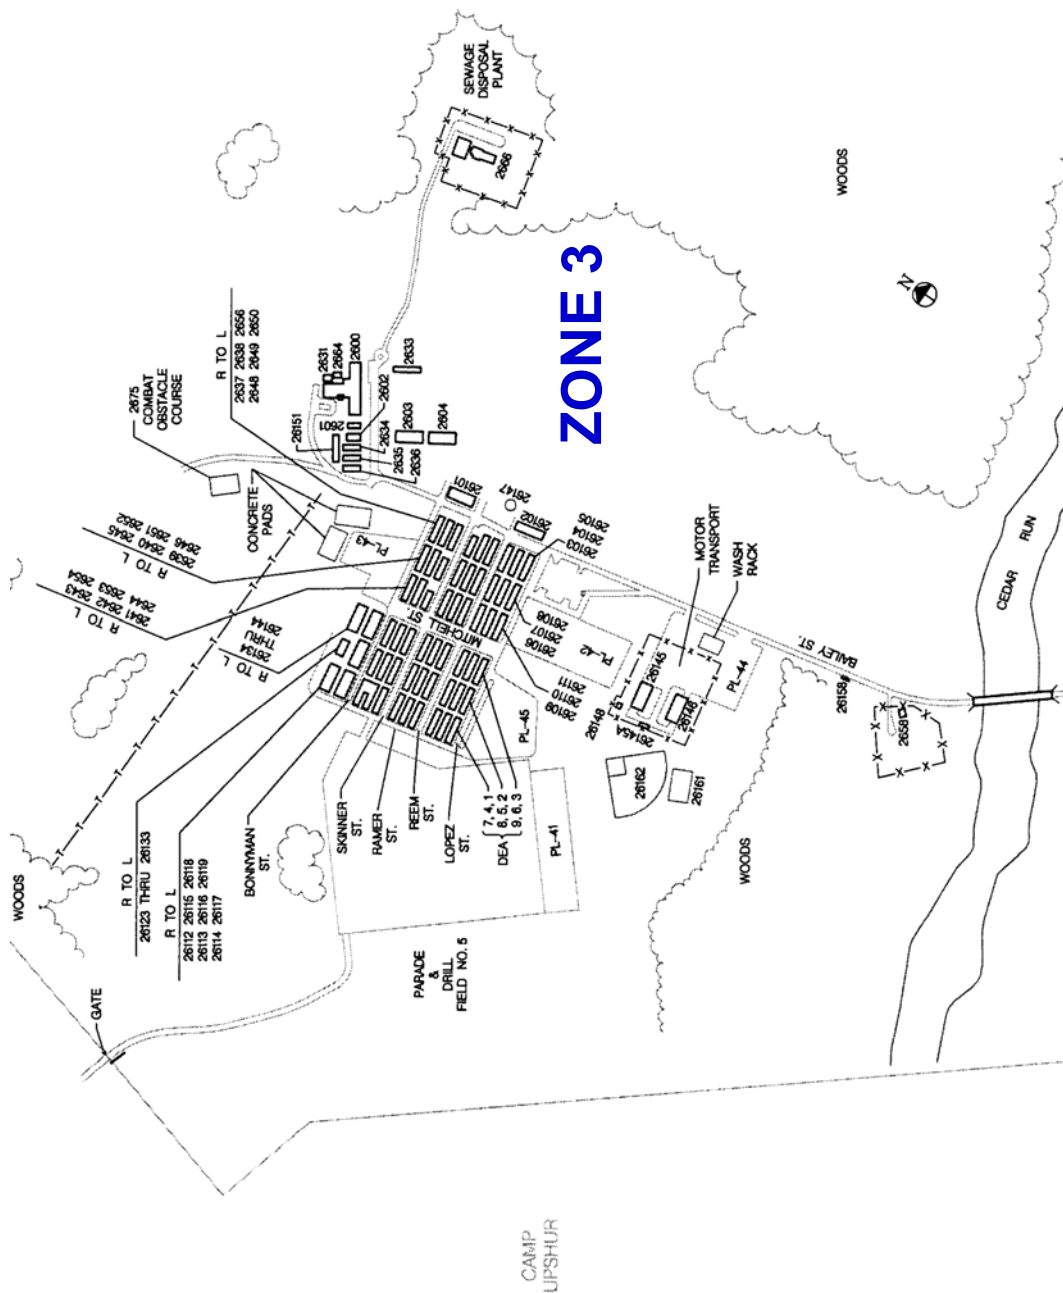 SEWAGE
DISPOSAL
PLANT
2666
WOODS
ZONE 3
N
2675
COMBAT
OBSTACLE
COURSE
R TO L
2637 2638 2656
2648 2649 2650
2631
2664
2600
2602
2633
2601
26151
2603
2604
2634
2635
2636
CONCRETE
PADS
PL-43
26101
26147
26102
26105
26104
26103
R TO L
2639 2640 2645
2646 2651 2652
R TO L
2641 2642 2643
2644 2653 2654
R TO L
26134
THRU
26144
MITCHELL
ST.
26108
26107
26106
26111
26110
26109
PL-42
MOTOR
TRANSPORT
WASH
RACK
26145
26148
26145A
26146
PL-44
BAILEY ST.
26158
2658
CEDAR RUN
26162
26161
WOODS
WOODS
R TO L
26123 THRU 26133
R TO L
26112 26115 26118
26113 26116 26119
26114 26117
BONNYMAN
ST.
SKINNER
ST.
RAMER
ST.
REEM
ST.
LOPEZ
ST.
DEA
7, 4, 1
8, 5, 2
9, 6, 3
PL-45
PL-41
PARADE
&
DRILL
FIELD NO. 5
GATE
T T T T T T
CAMP
UPSHUR